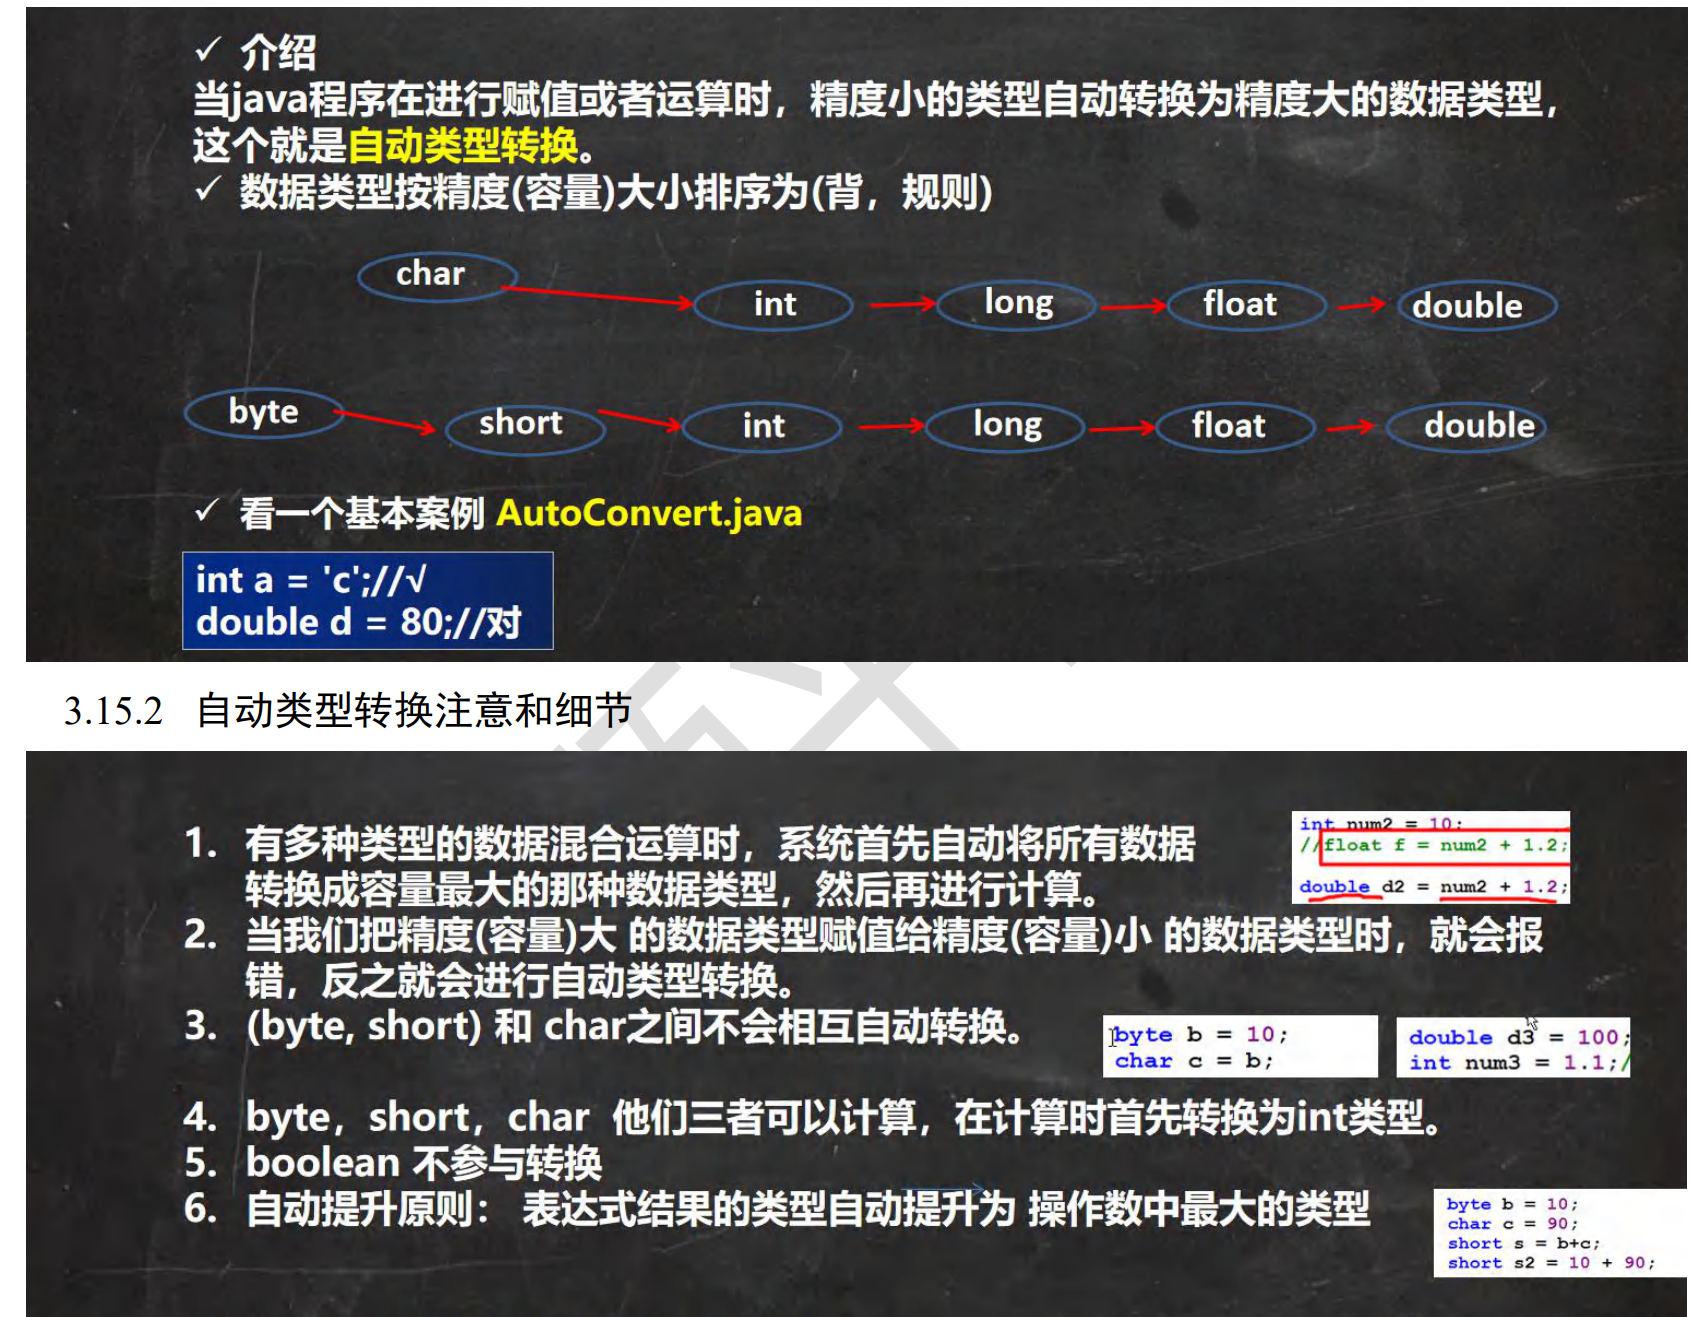 ✓ 介绍
当java程序在进行赋值或者运算时，精度小的类型自动转换为精度大的数据类型，
这个就是自动类型转换。
✓ 数据类型按精度(容量)大小排序为(背，规则)
char
int
long
float
double
byte
short
int
long
float
double
✓ 看一个基本案例 AutoConvert.java
int a = 'c';//√
double d = 80;//对
3.15.2 自动类型转换注意和细节
1. 有多种类型的数据混合运算时，系统首先自动将所有数据
转换成容量最大的那种数据类型，然后再进行计算。
int num2 = 10;
//float f = num2 + 1.2;
double d2 = num2 + 1.2;
2. 当我们把精度(容量)大 的数据类型赋值给精度(容量)小 的数据类型时，就会报
错，反之就会进行自动类型转换。
3. (byte, short) 和 char之间不会相互自动转换。
byte b = 10;
char c = b;
double d3 = 100;
int num3 = 1.1;/
4. byte，short，char 他们三者可以计算，在计算时首先转换为int类型。
5. boolean 不参与转换
6. 自动提升原则： 表达式结果的类型自动提升为 操作数中最大的类型
byte b = 10;
char c = 90;
short s = b+c;
short s2 = 10 + 90;